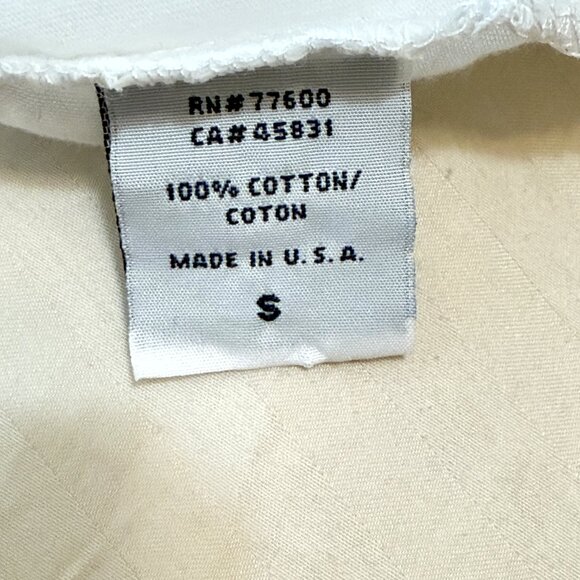 RN#77600
CA#45831
100% COTTON/
COTON
MADE IN U.S.A.
S